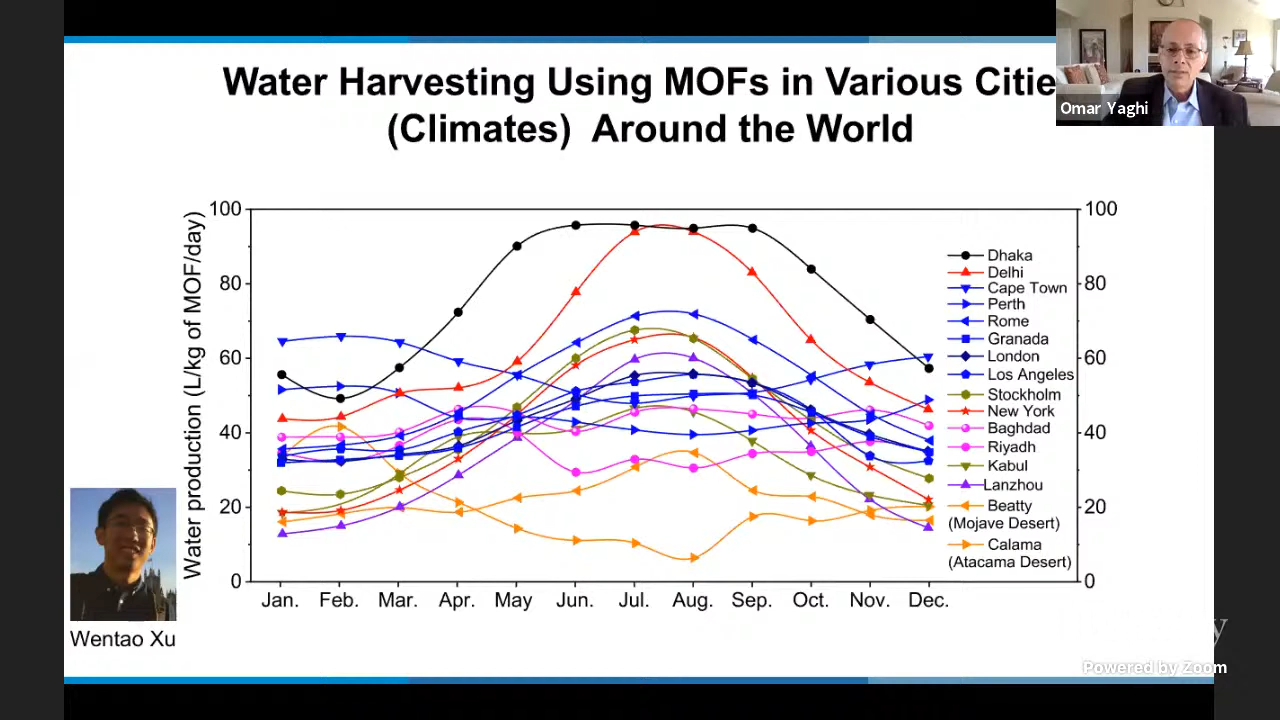 Water Harvesting Using MOFs in Various Citie
(Climates) Around the World
Omar Yaghi
Water production (L/kg of MOF/day)
100
80
60
40
20
0
100
80
60
40
20
0
Jan. Feb. Mar. Apr. May Jun. Jul. Aug. Sep. Oct. Nov. Dec.
Dhaka
Delhi
Cape Town
Perth
Rome
Granada
London
Los Angeles
Stockholm
New York
Baghdad
Riyadh
Kabul
Lanzhou
Beatty
(Mojave Desert)
Calama
(Atacama Desert)
Wentao Xu
y
Powered by Zoom